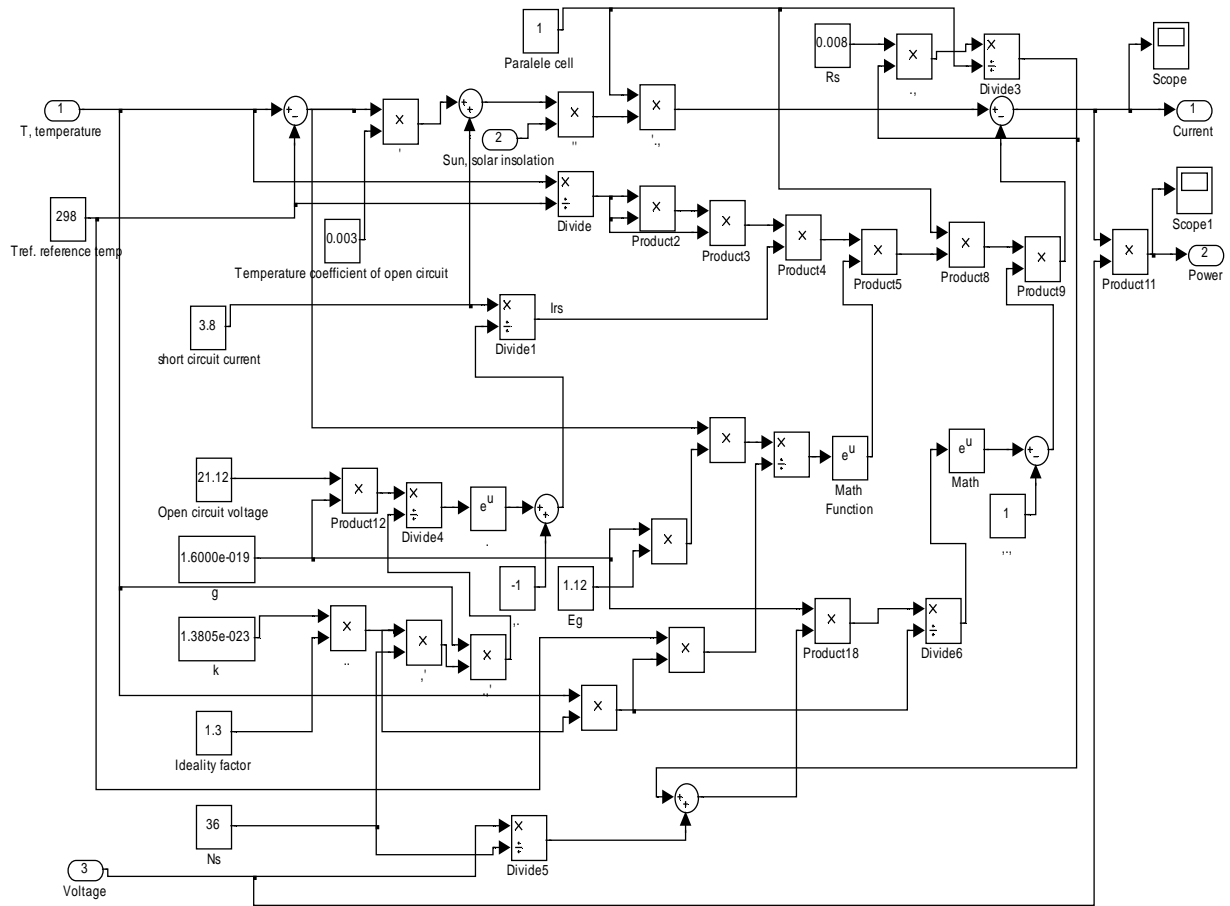 1
Paralele cell
0.008
Rs
×
.,
×
÷
Divide3
Scope
1
T, temperature
+
−
×
'
+
+
2
Sun, solar insolation
×
"
×
'.,
+
−
1
Current
298
Tref. reference temp
0.003
Temperature coefficient of open circuit
×
÷
Divide
×
Product2
×
Product3
×
Product4
×
Product5
×
Product8
×
Product9
×
Product11
Scope1
2
Power
3.8
short circuit current
×
÷
Divide1
Irs
21.12
Open circuit voltage
×
Product12
×
÷
Divide4
eu
.
+
+
×
×
÷
eu
Math
Function
eu
Math
+
−
1
,.,
1.6000e-019
g
-1
,.
×
1.12
Eg
1.3805e-023
k
×
..
×
,
×
.,
×
×
×
Product18
×
÷
Divide6
1.3
Ideality factor
+
+
36
Ns
×
÷
Divide5
3
Voltage